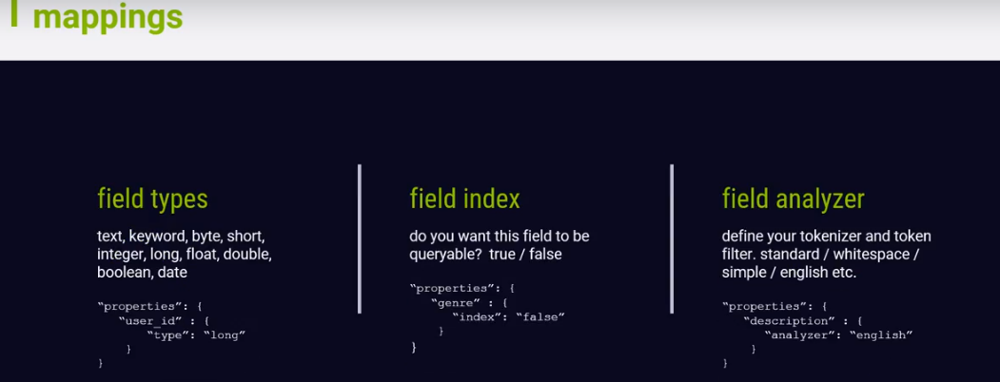 mappings
field types
text, keyword, byte, short,
integer, long, float, double,
boolean, date
“properties”: {
“user_id” : {
“type”: “long”
}
}
field index
do you want this field to be
queryable? true / false
“properties”: {
“genre” : {
“index”: “false”
}
}
field analyzer
define your tokenizer and token
filter. standard / whitespace /
simple / english etc.
“properties”: {
“description” : {
“analyzer”: “english”
}
}